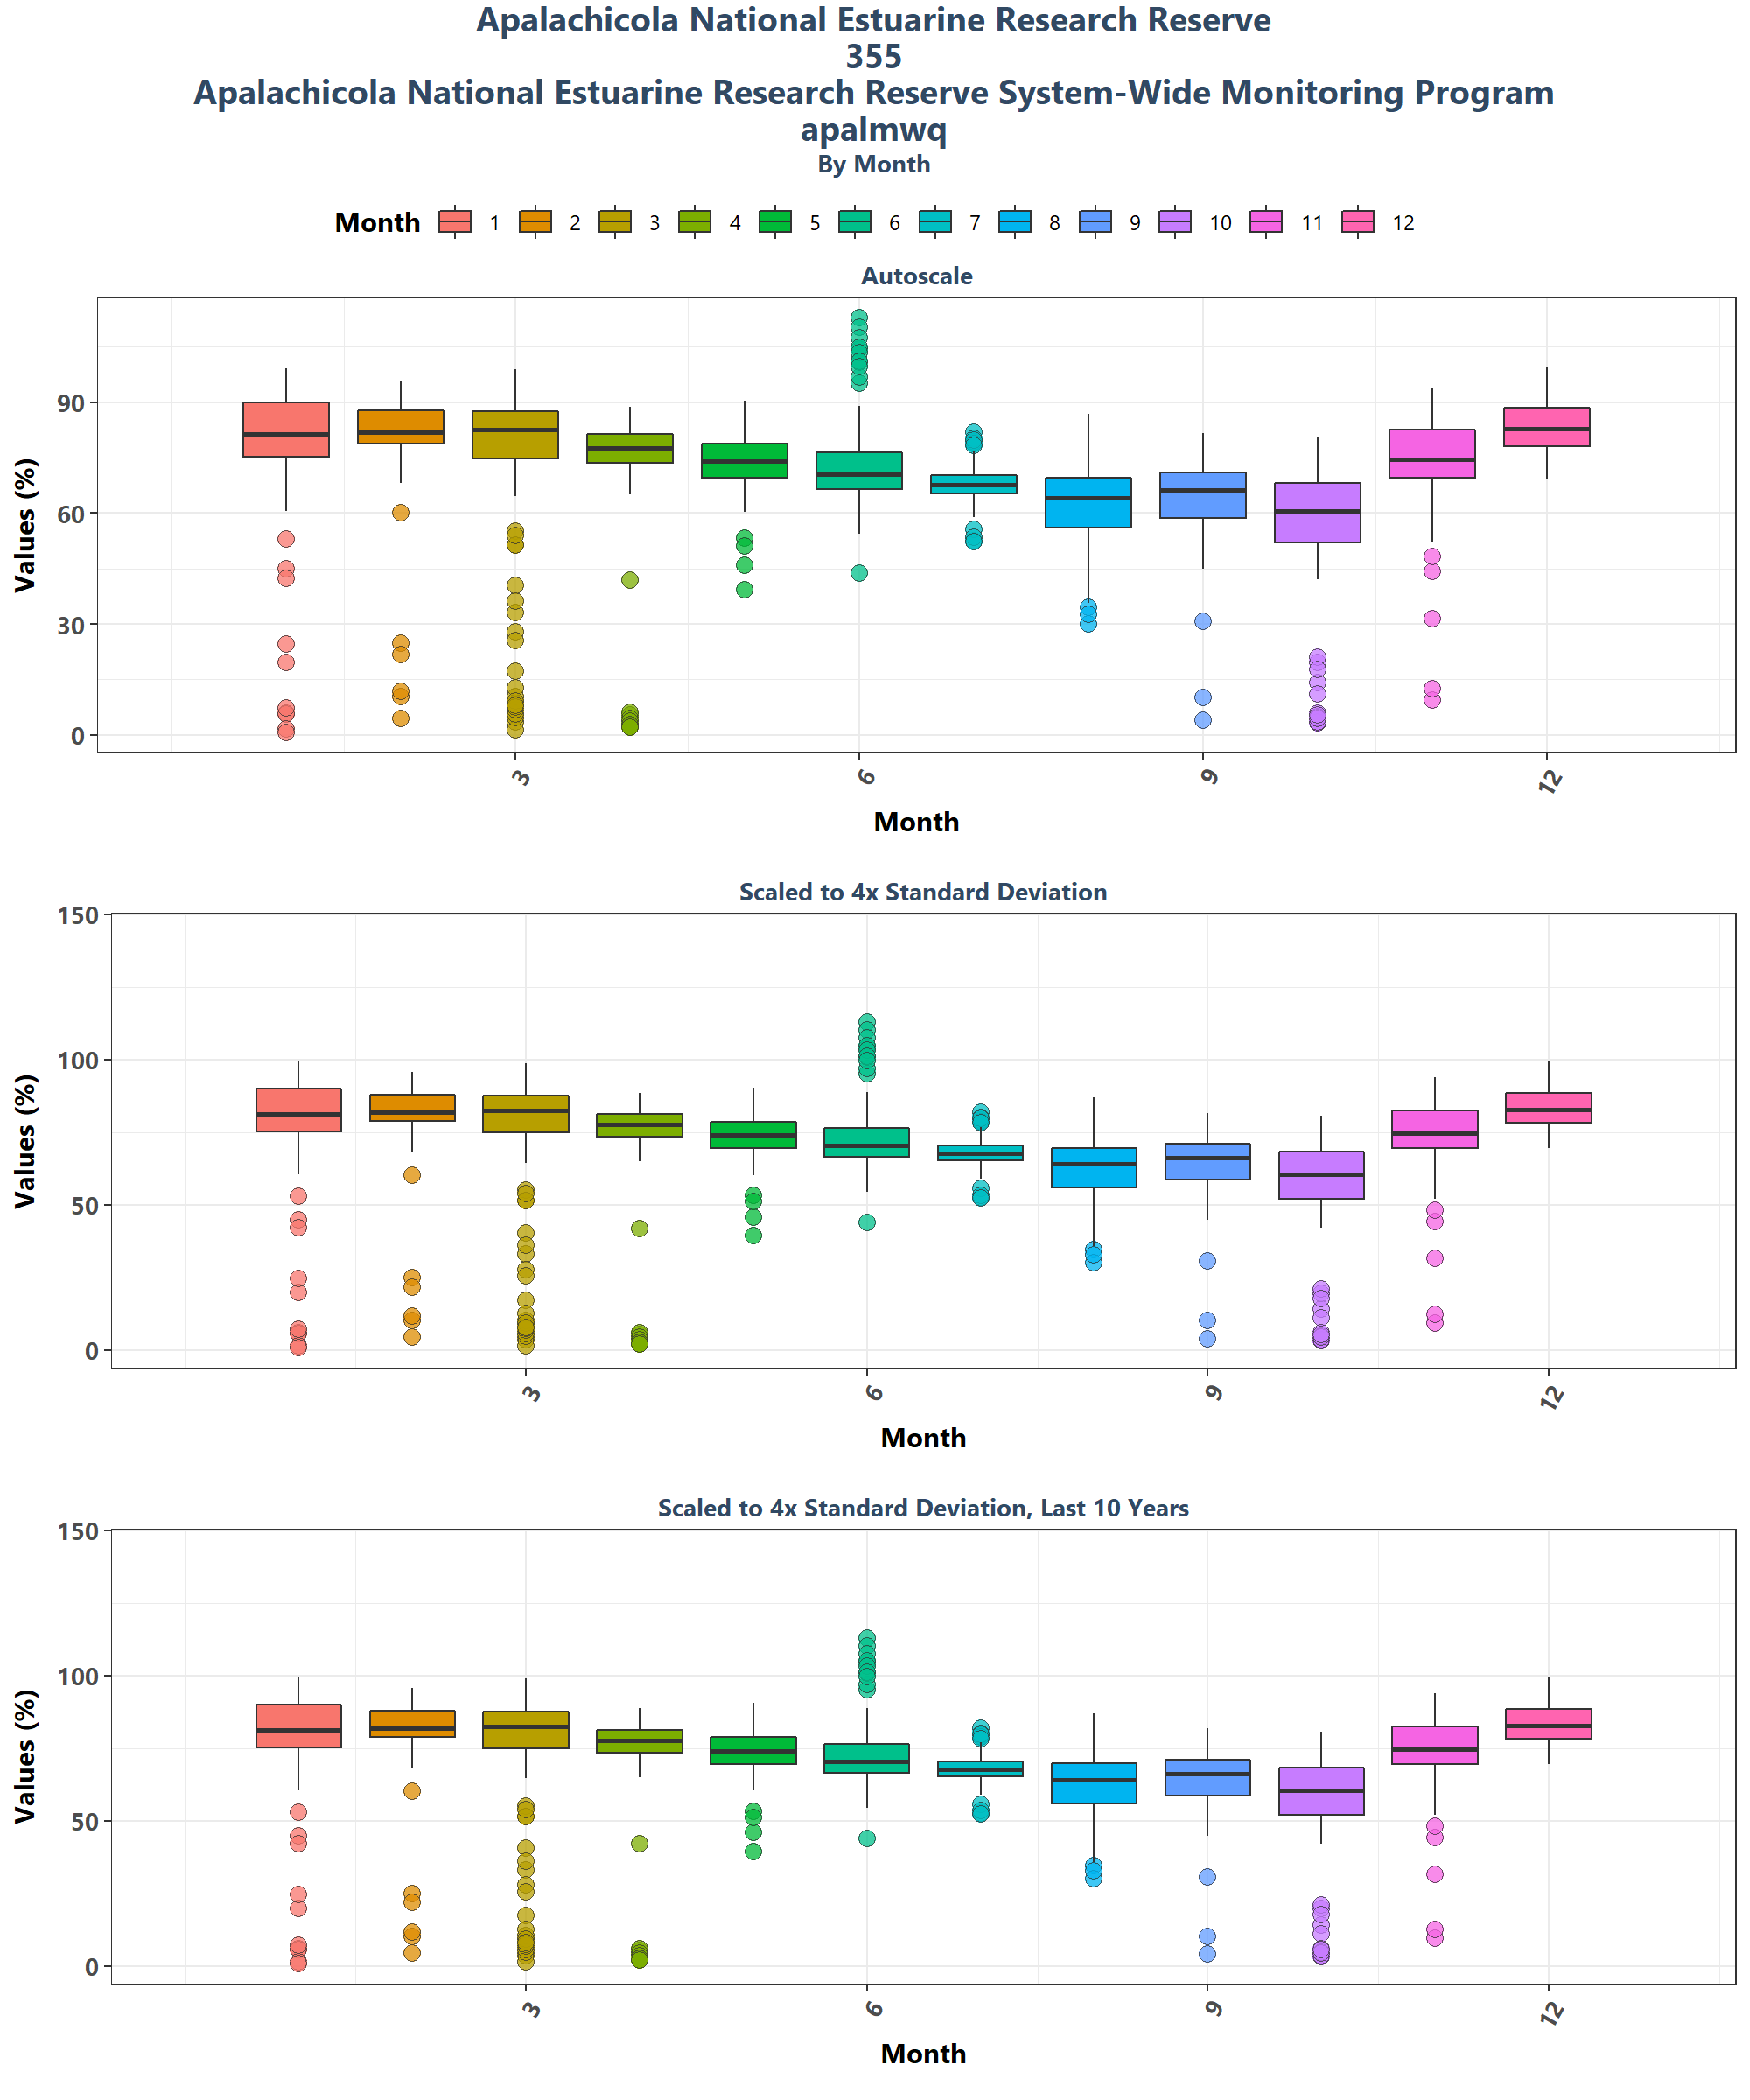 Apalachicola National Estuarine Research Reserve
355
Apalachicola National Estuarine Research Reserve System-Wide Monitoring Program
apalmwq
By Month
Month 1 2 3 4 5 6 7 8 9 10 11 12
Autoscale
Values (%)
90
60
30
0
3 6 9 12
Month
Scaled to 4x Standard Deviation
Values (%)
150
100
50
0
3 6 9 12
Month
Scaled to 4x Standard Deviation, Last 10 Years
Values (%)
150
100
50
0
3 6 9 12
Month